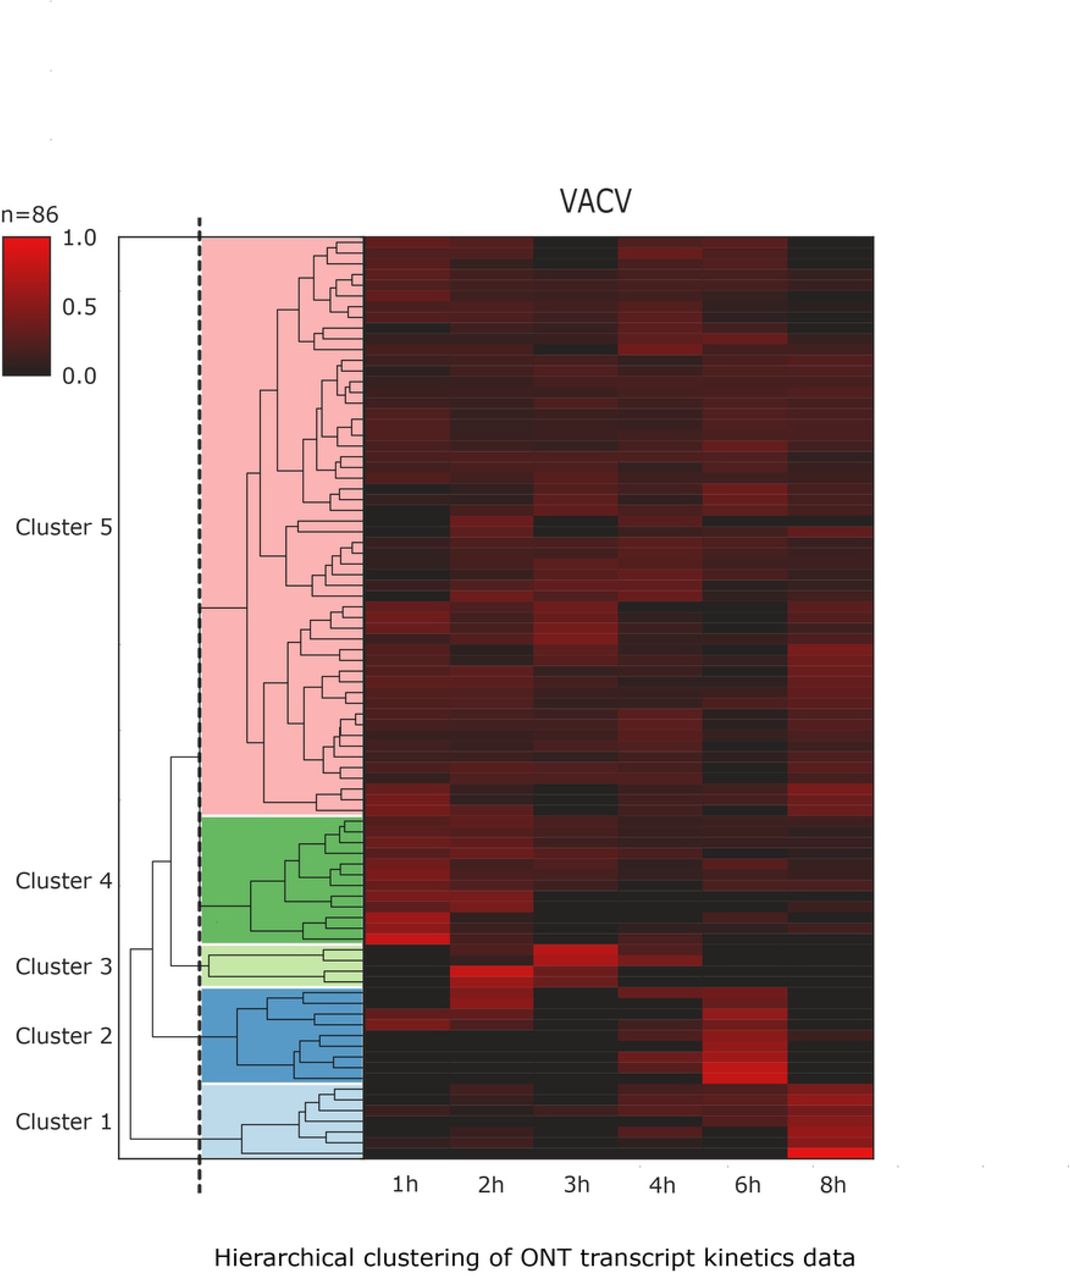 VACV
n=86
1.0
0.5
0.0
Cluster 5
Cluster 4
Cluster 3
Cluster 2
Cluster 1
1h 2h 3h 4h 6h 8h
Hierarchical clustering of ONT transcript kinetics data